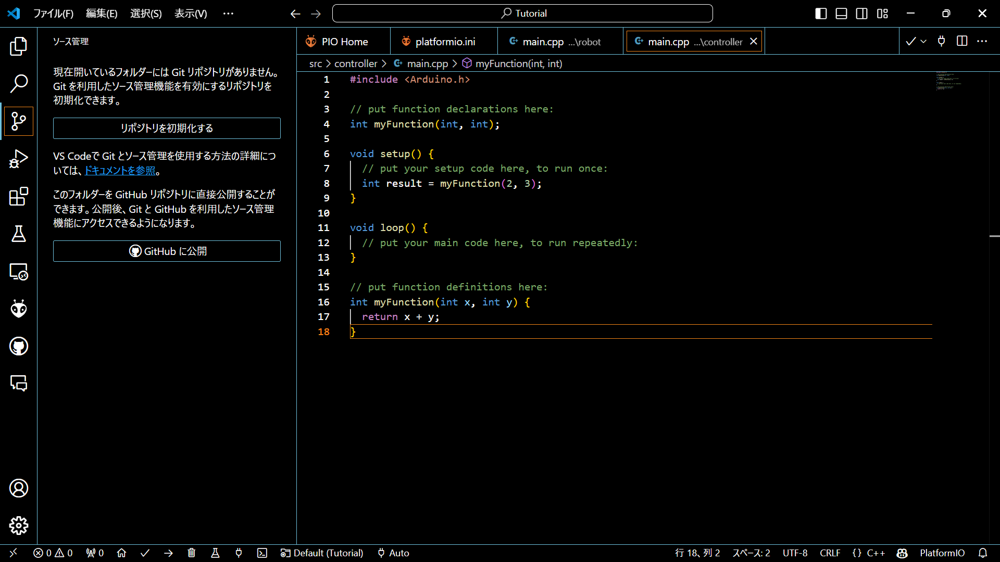 ファイル(F) 編集(E) 選択(S) 表示(V) ··· Tutorial
ソース管理
現在開いているフォルダーには Git リポジトリがありません。
Git を利用したソース管理機能を有効にするリポジトリを
初期化できます。
リポジトリを初期化する
VS Codeで Git とソース管理を使用する方法の詳細につ
いては、ドキュメントを参照。
このフォルダーを GitHub リポジトリに直接公開することが
できます。公開後、Git と GitHub を利用したソース管理
機能にアクセスできるようになります。
GitHub に公開
PIO Home platformio.ini main.cpp ...\robot main.cpp ...\controller
src > controller > main.cpp > myFunction(int, int)
1 #include <Arduino.h>
2
3 // put function declarations here:
4 int myFunction(int, int);
5
6 void setup() {
7 // put your setup code here, to run once:
8 int result = myFunction(2, 3);
9 }
10
11 void loop() {
12 // put your main code here, to run repeatedly:
13 }
14
15 // put function definitions here:
16 int myFunction(int x, int y) {
17 return x + y;
18 }
0 0 0 Default (Tutorial) Auto 行 18、列 2 スペース: 2 UTF-8 CRLF {} C++ PlatformIO